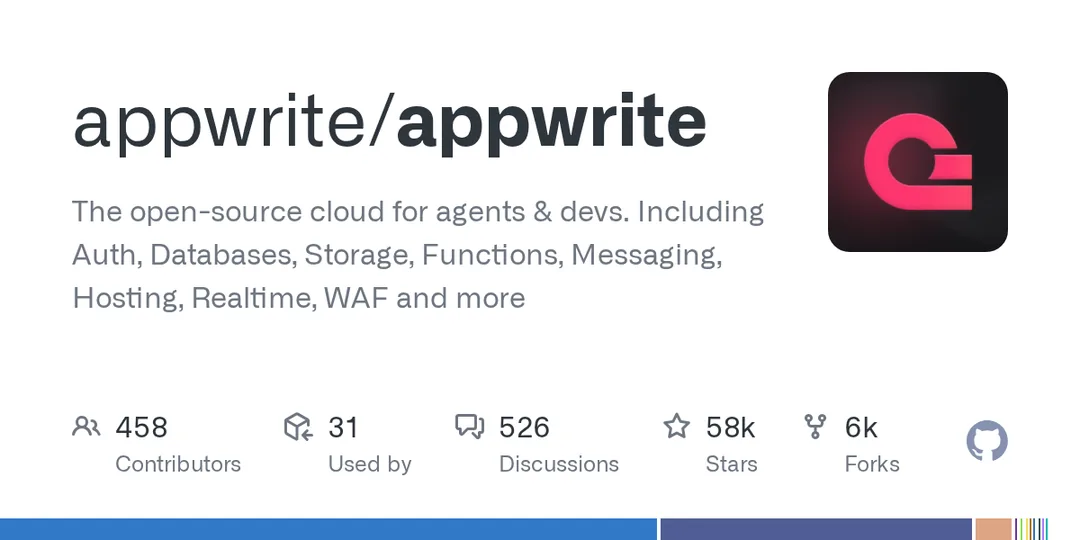 appwrite/appwrite
The open-source cloud for agents & devs. Including
Auth, Databases, Storage, Functions, Messaging,
Hosting, Realtime, WAF and more
458
Contributors
31
Used by
526
Discussions
58k
Stars
6k
Forks